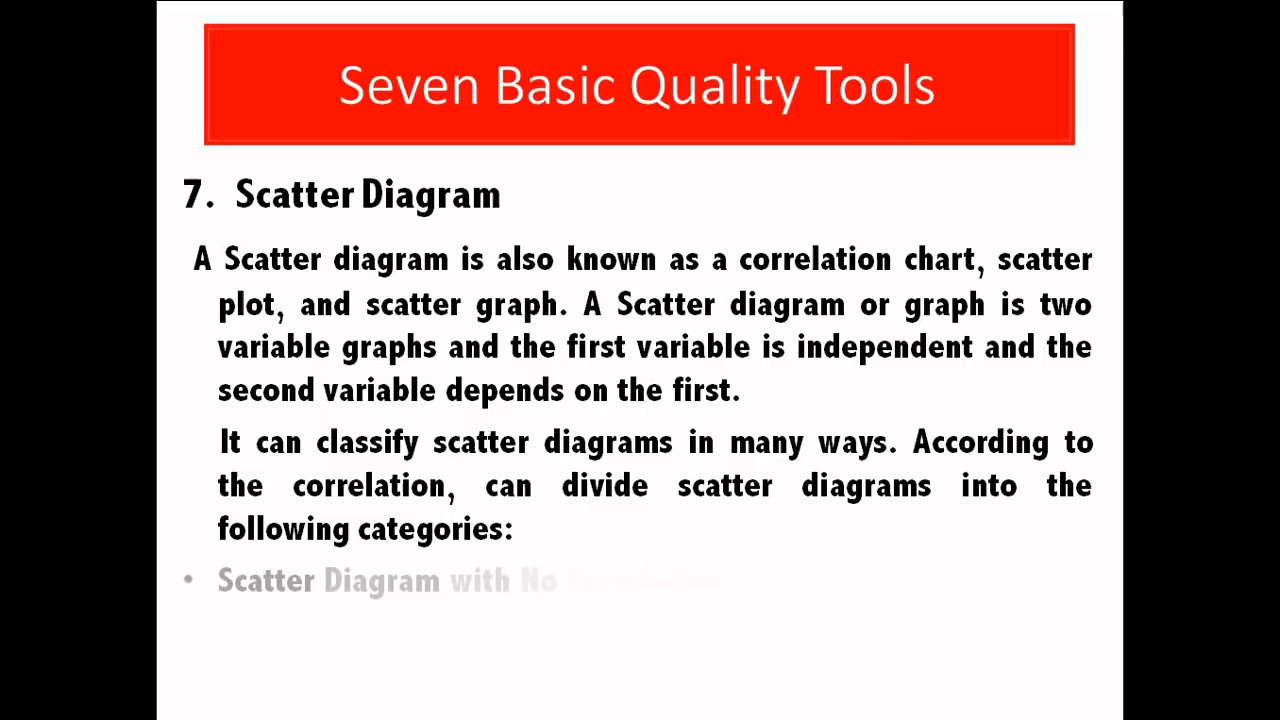 Seven Basic Quality Tools
7. Scatter Diagram
A Scatter diagram is also known as a correlation chart, scatter
plot, and scatter graph. A Scatter diagram or graph is two
variable graphs and the first variable is independent and the
second variable depends on the first.
It can classify scatter diagrams in many ways. According to
the correlation, can divide scatter diagrams into the
following categories:
• Scatter Diagram with No